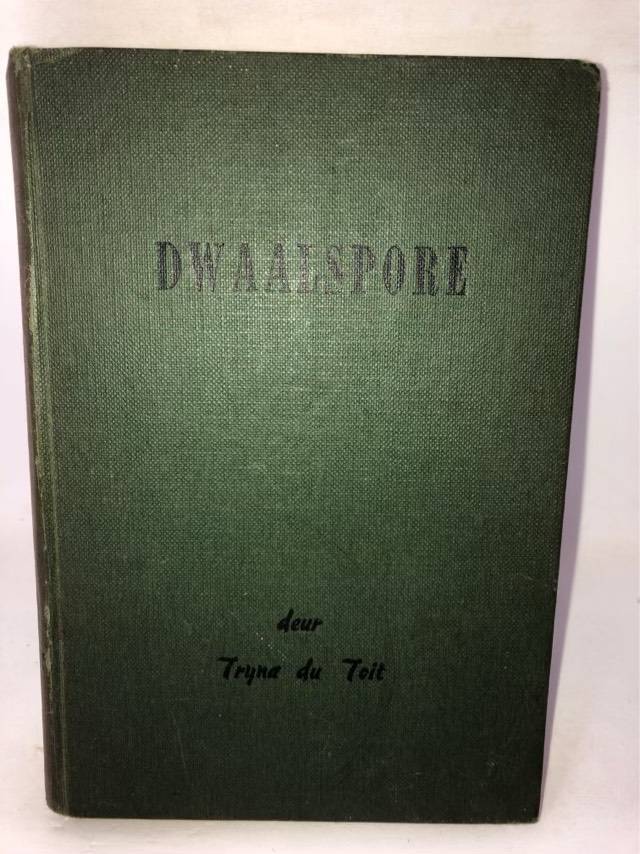 DWAALSPORE
deur
Tryna du Toit